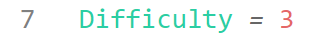 7 Difficulty = 3